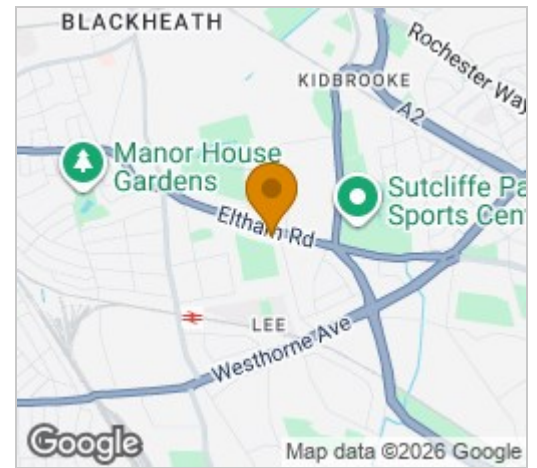 BLACKHEATH
Rochester Way
KIDBROOKE
A2
Manor House
Gardens
Sutcliffe Pa
Sports Cen
Eltham Rd
LEE
Westhorne Ave
Google
Map data ©2026 Google